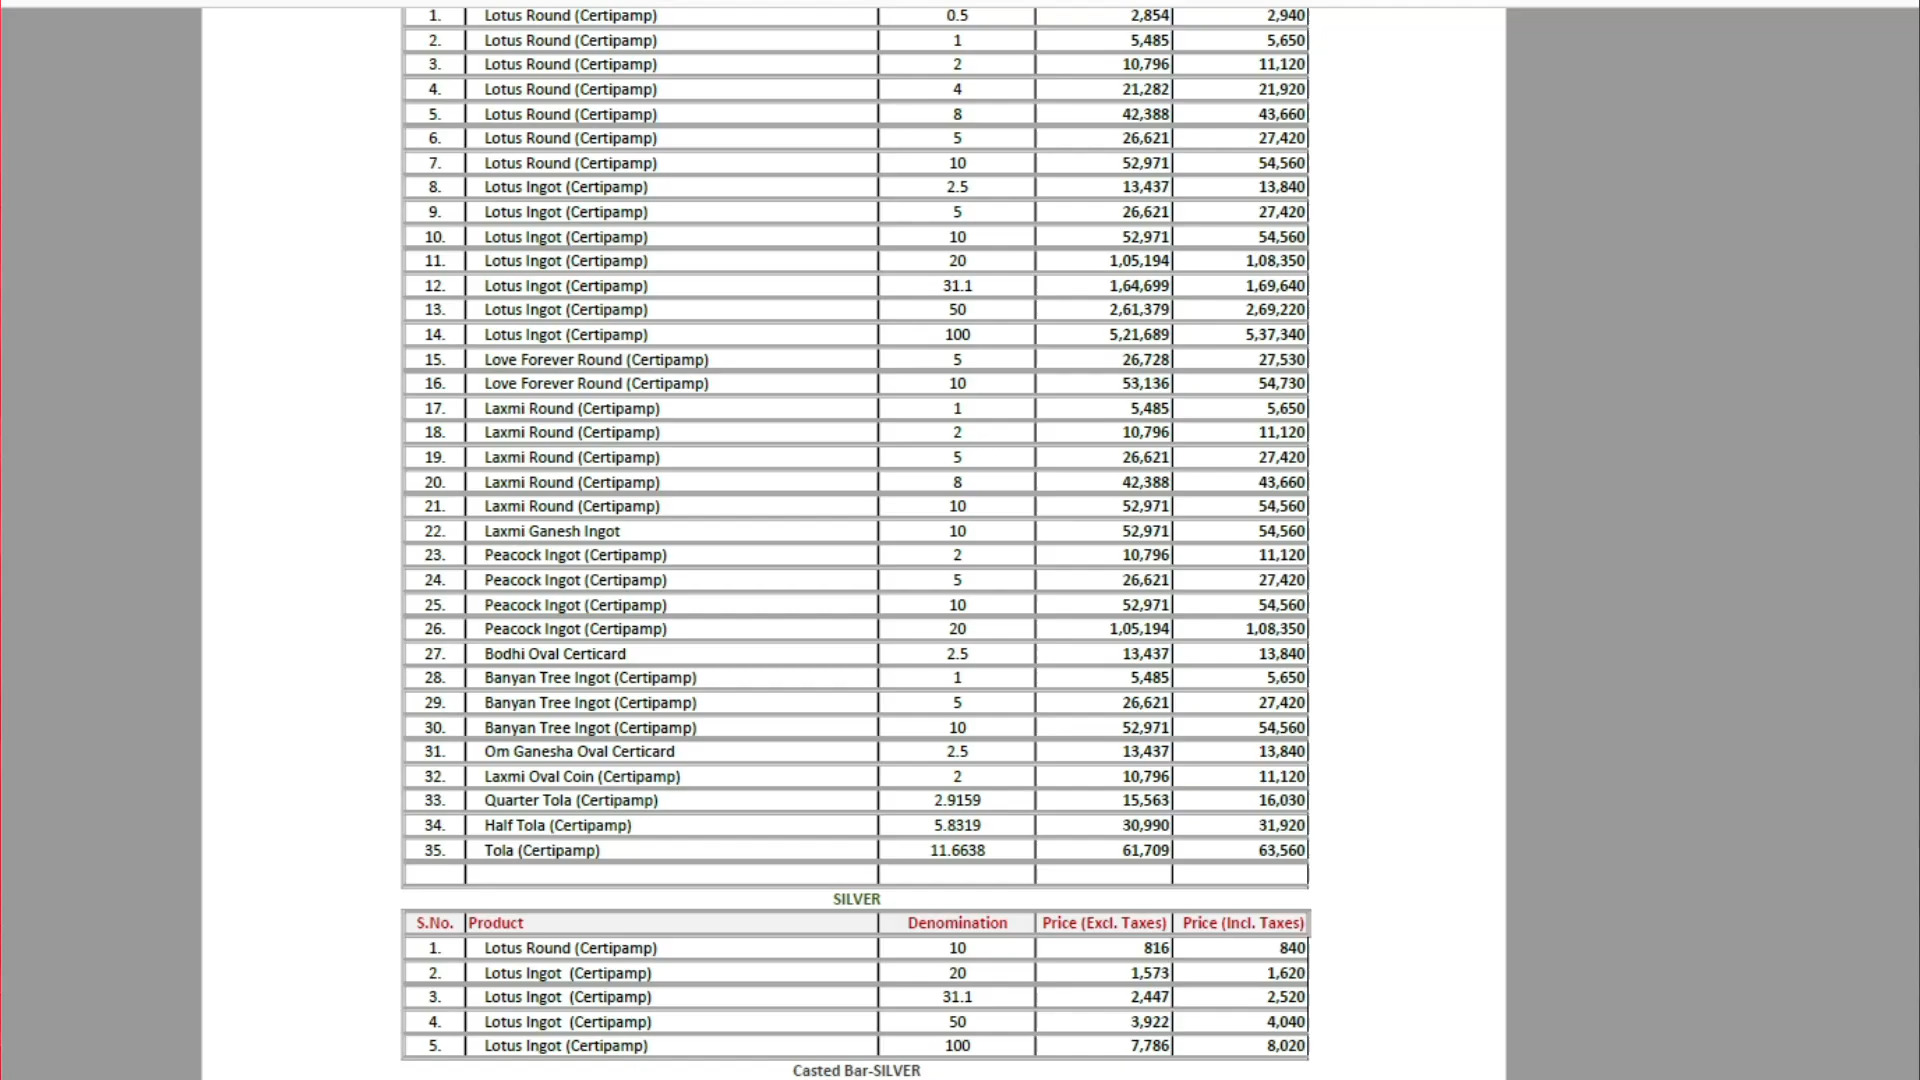 1. Lotus Round (Certipamp) 0.5 2,854 2,940
2. Lotus Round (Certipamp) 1 5,485 5,650
3. Lotus Round (Certipamp) 2 10,796 11,120
4. Lotus Round (Certipamp) 4 21,282 21,920
5. Lotus Round (Certipamp) 8 42,388 43,660
6. Lotus Round (Certipamp) 5 26,621 27,420
7. Lotus Round (Certipamp) 10 52,971 54,560
8. Lotus Ingot (Certipamp) 2.5 13,437 13,840
9. Lotus Ingot (Certipamp) 5 26,621 27,420
10. Lotus Ingot (Certipamp) 10 52,971 54,560
11. Lotus Ingot (Certipamp) 20 1,05,194 1,08,350
12. Lotus Ingot (Certipamp) 31.1 1,64,699 1,69,640
13. Lotus Ingot (Certipamp) 50 2,61,379 2,69,220
14. Lotus Ingot (Certipamp) 100 5,21,689 5,37,340
15. Love Forever Round (Certipamp) 5 26,728 27,530
16. Love Forever Round (Certipamp) 10 53,136 54,730
17. Laxmi Round (Certipamp) 1 5,485 5,650
18. Laxmi Round (Certipamp) 2 10,796 11,120
19. Laxmi Round (Certipamp) 5 26,621 27,420
20. Laxmi Round (Certipamp) 8 42,388 43,660
21. Laxmi Round (Certipamp) 10 52,971 54,560
22. Laxmi Ganesh Ingot 10 52,971 54,560
23. Peacock Ingot (Certipamp) 2 10,796 11,120
24. Peacock Ingot (Certipamp) 5 26,621 27,420
25. Peacock Ingot (Certipamp) 10 52,971 54,560
26. Peacock Ingot (Certipamp) 20 1,05,194 1,08,350
27. Bodhi Oval Certicard 2.5 13,437 13,840
28. Banyan Tree Ingot (Certipamp) 1 5,485 5,650
29. Banyan Tree Ingot (Certipamp) 5 26,621 27,420
30. Banyan Tree Ingot (Certipamp) 10 52,971 54,560
31. Om Ganesha Oval Certicard 2.5 13,437 13,840
32. Laxmi Oval Coin (Certipamp) 2 10,796 11,120
33. Quarter Tola (Certipamp) 2.9159 15,563 16,030
34. Half Tola (Certipamp) 5.8319 30,990 31,920
35. Tola (Certipamp) 11.6638 61,709 63,560
SILVER
S.No. Product Denomination Price (Excl. Taxes) Price (Incl. Taxes)
1. Lotus Round (Certipamp) 10 816 840
2. Lotus Ingot (Certipamp) 20 1,573 1,620
3. Lotus Ingot (Certipamp) 31.1 2,447 2,520
4. Lotus Ingot (Certipamp) 50 3,922 4,040
5. Lotus Ingot (Certipamp) 100 7,786 8,020
Casted Bar-SILVER